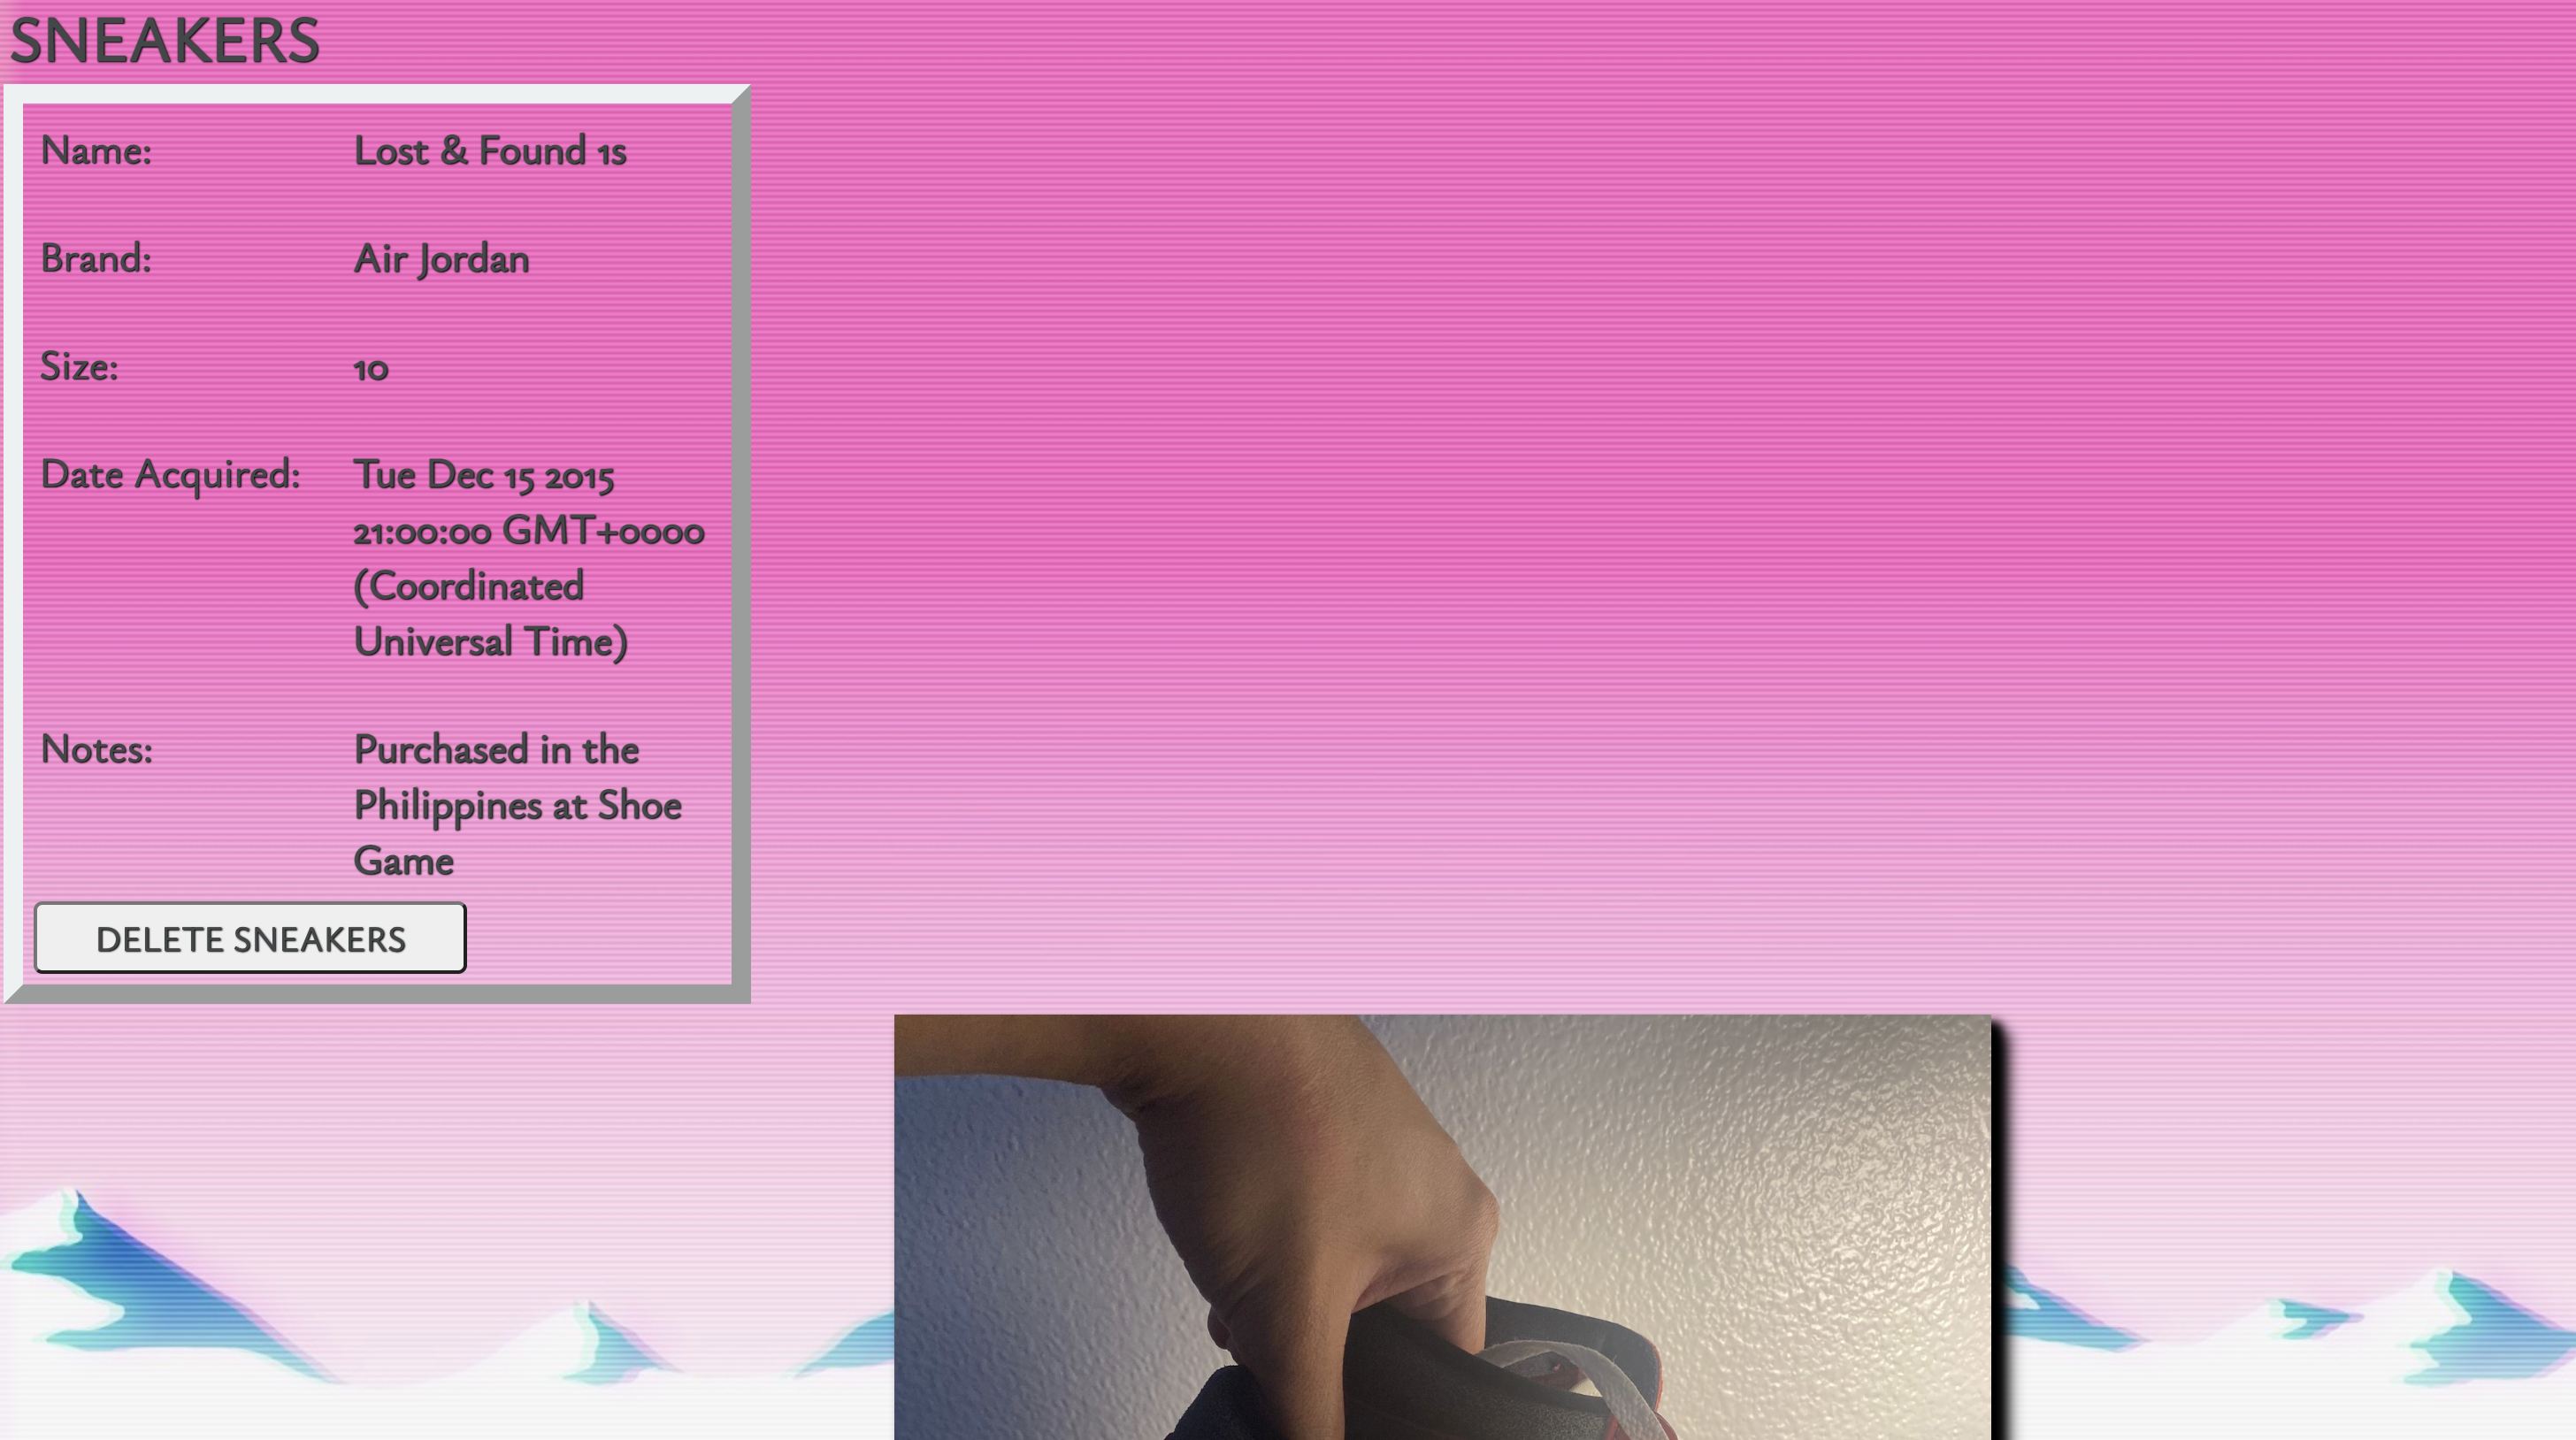 SNEAKERS
Name: Lost & Found 1s
Brand: Air Jordan
Size: 10
Date Acquired: Tue Dec 15 2015
21:00:00 GMT+0000
(Coordinated
Universal Time)
Notes: Purchased in the
Philippines at Shoe
Game
DELETE SNEAKERS